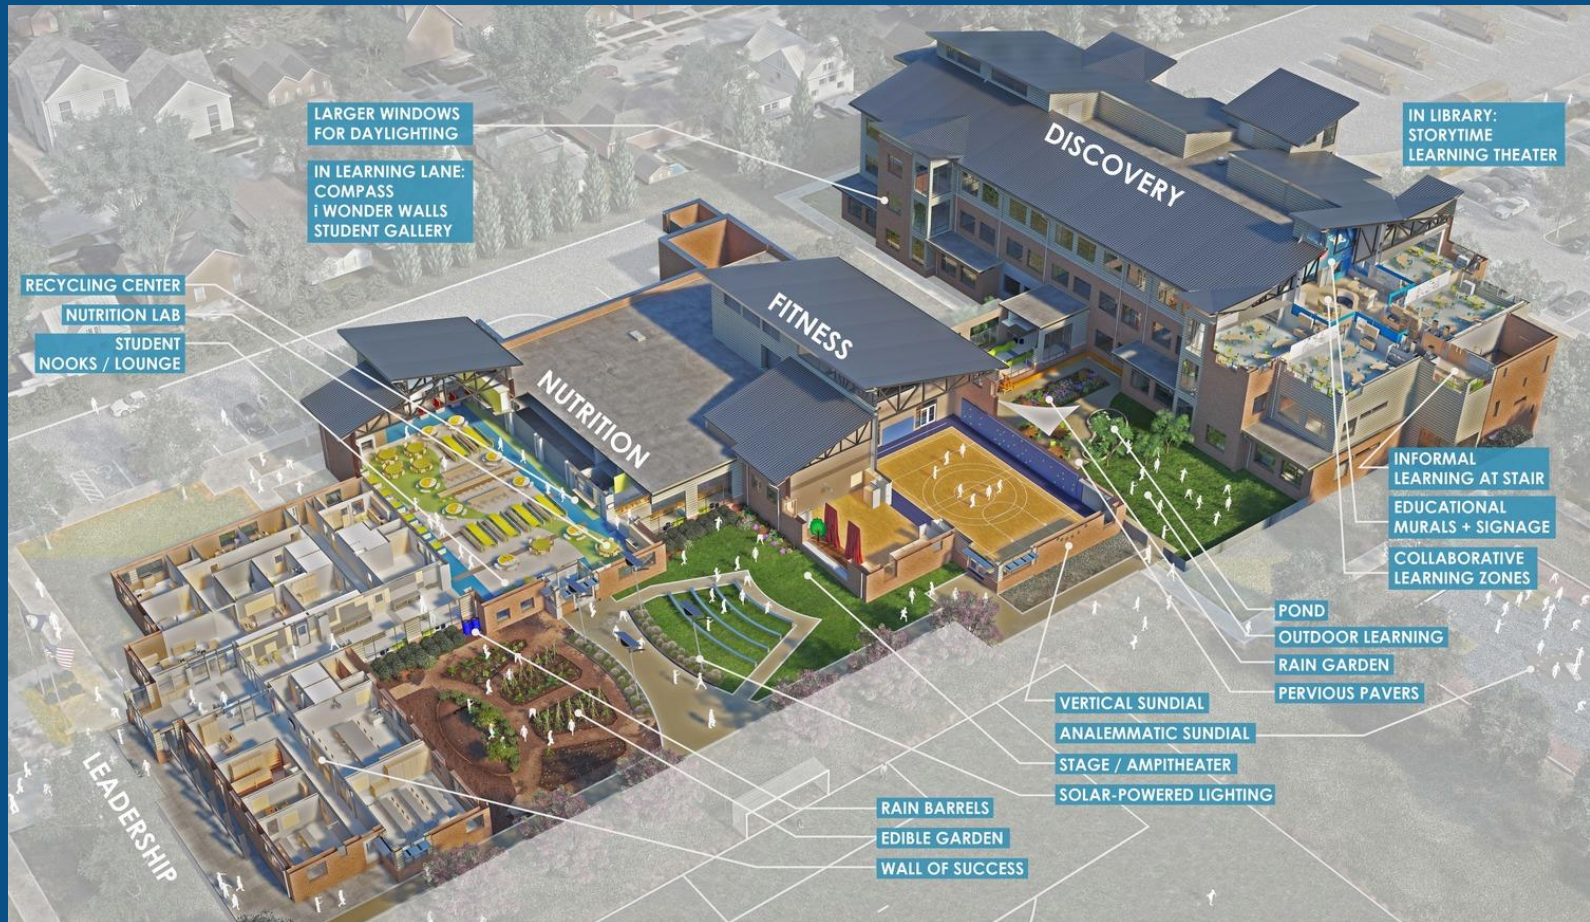 LARGER WINDOWS
FOR DAYLIGHTING
IN LEARNING LANE:
COMPASS
i WONDER WALLS
STUDENT GALLERY
RECYCLING CENTER
NUTRITION LAB
STUDENT
NOOKS / LOUNGE
DISCOVERY
FITNESS
NUTRITION
LEADERSHIP
IN LIBRARY:
STORYTIME
LEARNING THEATER
INFORMAL
LEARNING AT STAIR
EDUCATIONAL
MURALS + SIGNAGE
COLLABORATIVE
LEARNING ZONES
POND
OUTDOOR LEARNING
RAIN GARDEN
PERVIOUS PAVERS
VERTICAL SUNDIAL
ANALEMMATIC SUNDIAL
STAGE / AMPITHEATER
SOLAR-POWERED LIGHTING
RAIN BARRELS
EDIBLE GARDEN
WALL OF SUCCESS